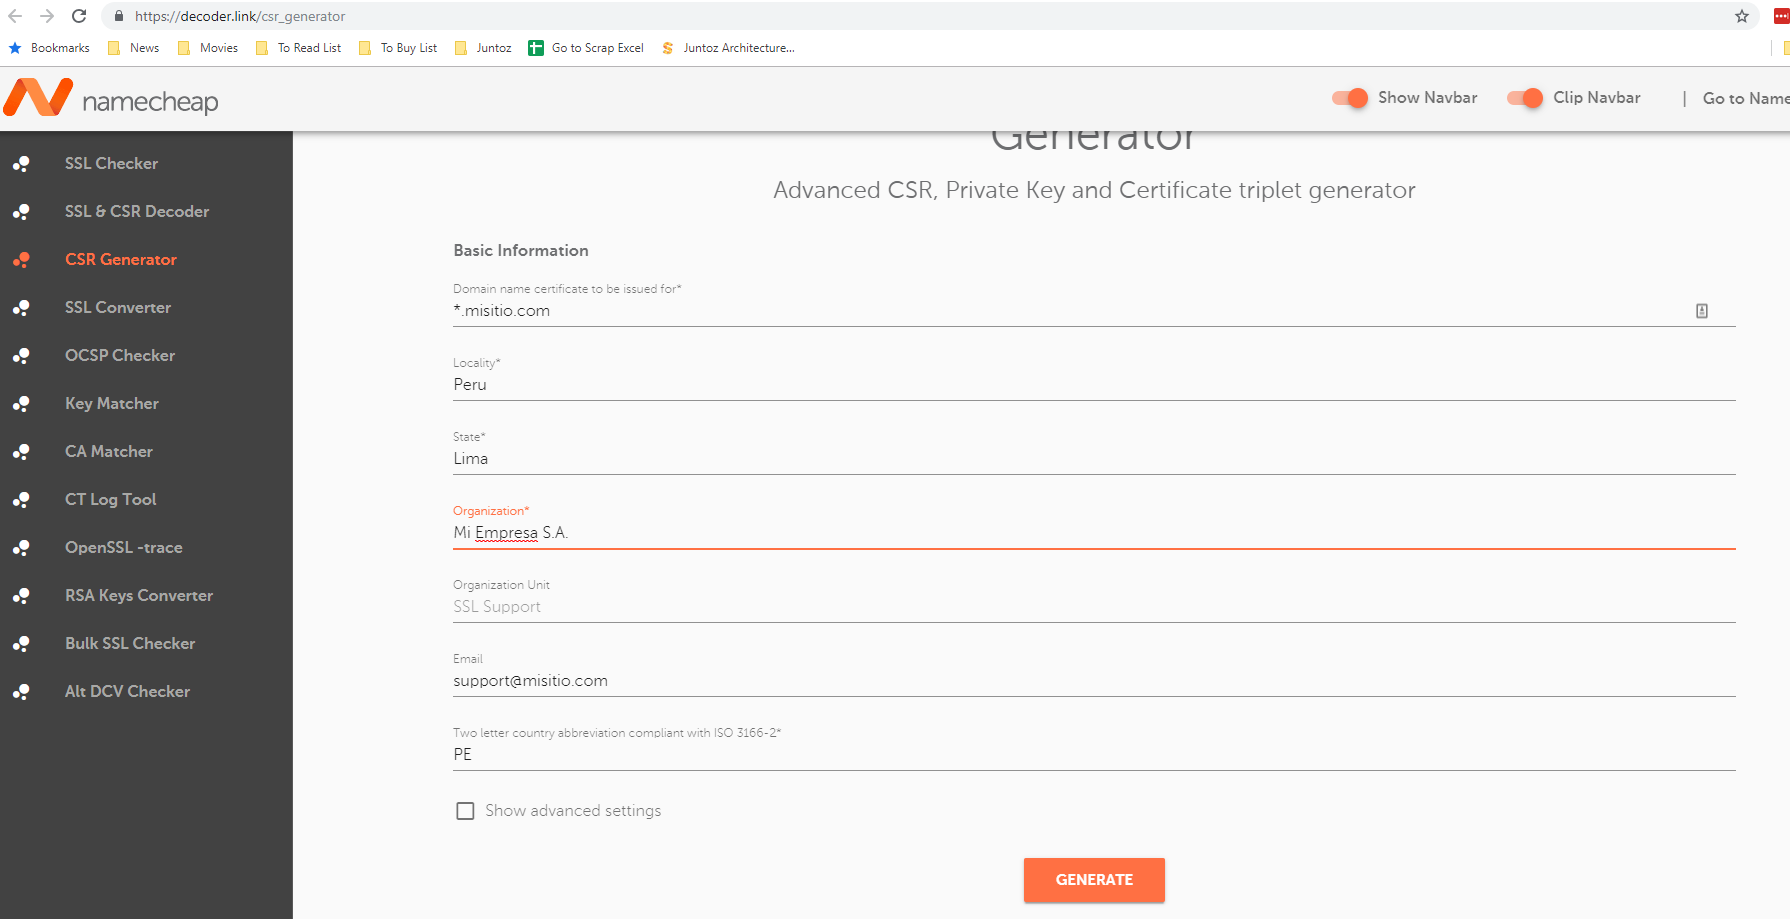 https://decoder.link/csr_generator
Bookmarks News Movies To Read List To Buy List Juntoz Go to Scrap Excel Juntoz Architecture...
namecheap
Show Navbar Clip Navbar | Go to Name
SSL Checker
SSL & CSR Decoder
CSR Generator
SSL Converter
OCSP Checker
Key Matcher
CA Matcher
CT Log Tool
OpenSSL -trace
RSA Keys Converter
Bulk SSL Checker
Alt DCV Checker
Generator
Advanced CSR, Private Key and Certificate triplet generator
Basic Information
Domain name certificate to be issued for*
*.misitio.com
Locality*
Peru
State*
Lima
Organization*
Mi Empresa S.A.
Organization Unit
SSL Support
Email
support@misitio.com
Two letter country abbreviation compliant with ISO 3166-2*
PE
Show advanced settings
GENERATE